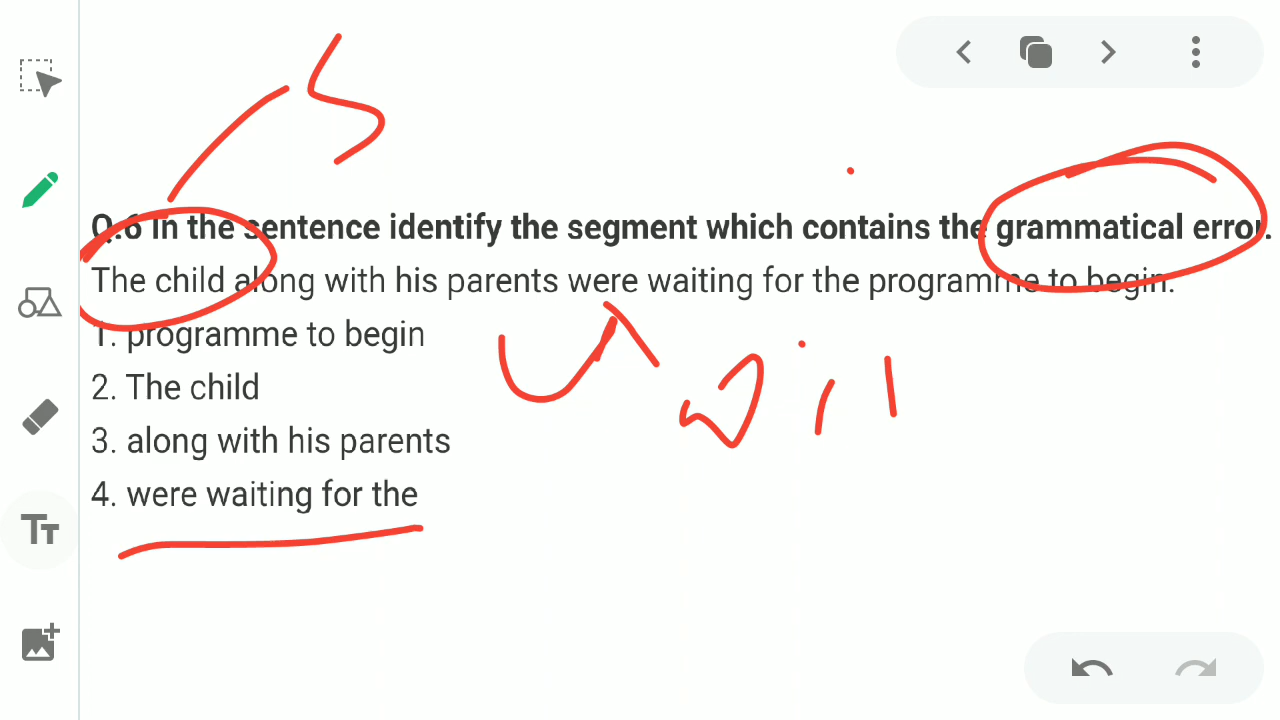 Q.6 In the sentence identify the segment which contains the grammatical error.
The child along with his parents were waiting for the programme to begin.
1. programme to begin
2. The child
3. along with his parents
4. were waiting for the
TT